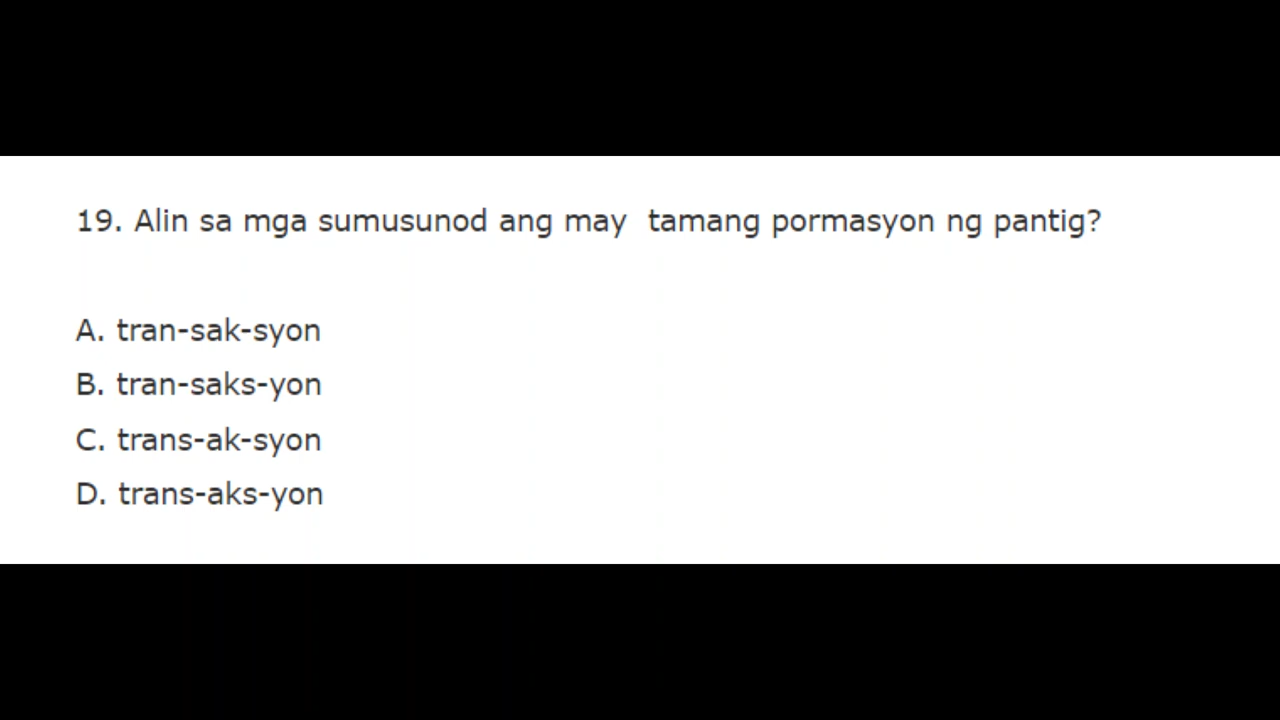 19. Alin sa mga sumusunod ang may  tamang pormasyon ng pantig?
A. tran-sak-syon
B. tran-saks-yon
C. trans-ak-syon
D. trans-aks-yon